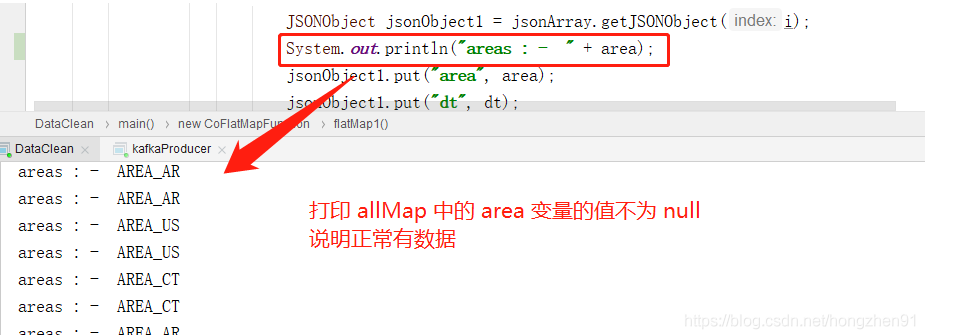 JSONObject jsonObject1 = jsonArray.getJSONObject( index: i);
System.out.println("areas : - " + area);
jsonObject1.put("area", area);
jsonObject1.put("dt", dt);
DataClean > main() > new CoFlatMapFunction > flatMap1()
DataClean × kafkaProducer ×
areas : - AREA_AR
areas : - AREA_AR
areas : - AREA_US
areas : - AREA_US
areas : - AREA_CT
areas : - AREA_CT
areas : - AREA_AR
打印 allMap 中的 area 变量的值不为 null
说明正常有数据
https://blog.csdn.net/hongzhen91